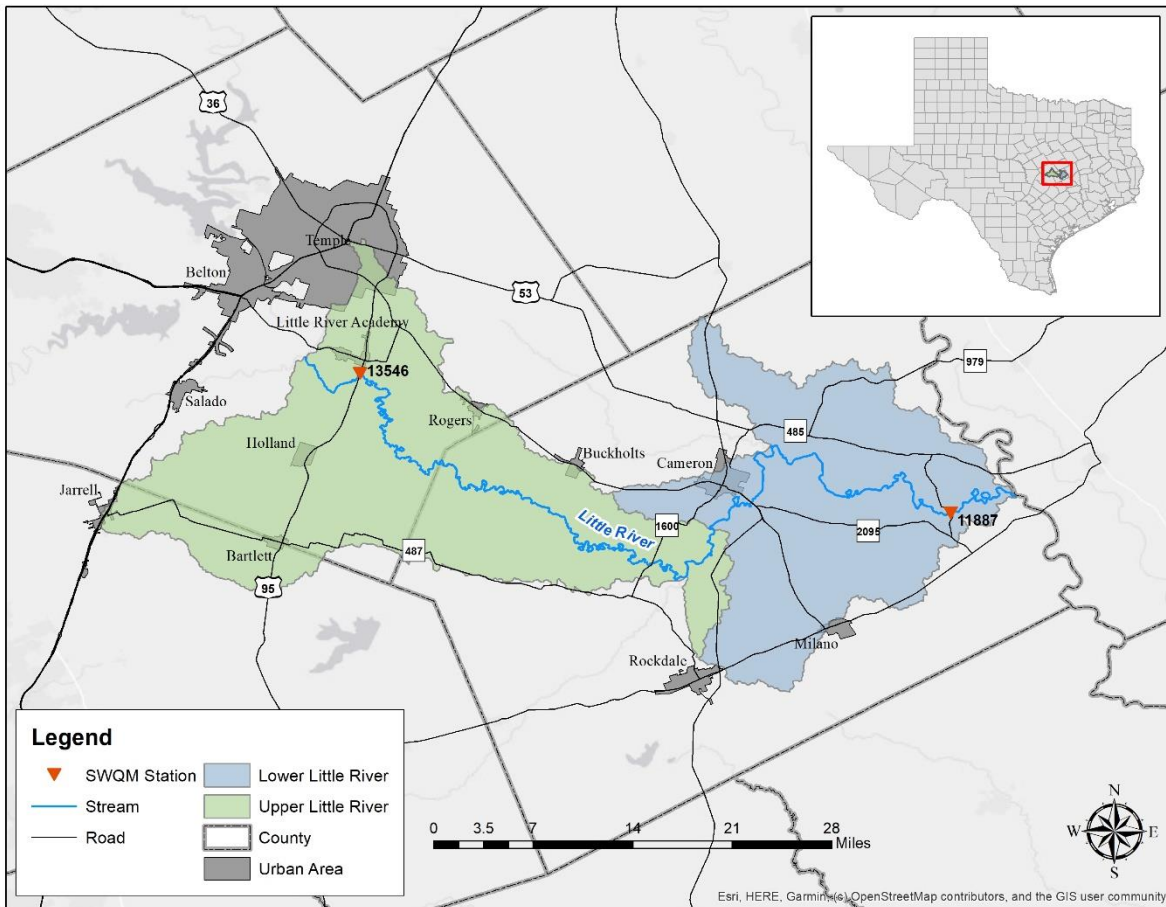 36
Temple
Belton
53
Little River Academy
13546
979
Salado
Rogers
485
Holland
Buckholts
Cameron
Jarrell
11887
Little River
1600
2095
Bartlett
487
95
Milano
Rockdale
Legend
SWQM Station
Stream
Road
Lower Little River
Upper Little River
County
Urban Area
0 3.5 7 14 21 28
Miles
N
W E
S
Esri, HERE, Garmin, (c) OpenStreetMap contributors, and the GIS user community